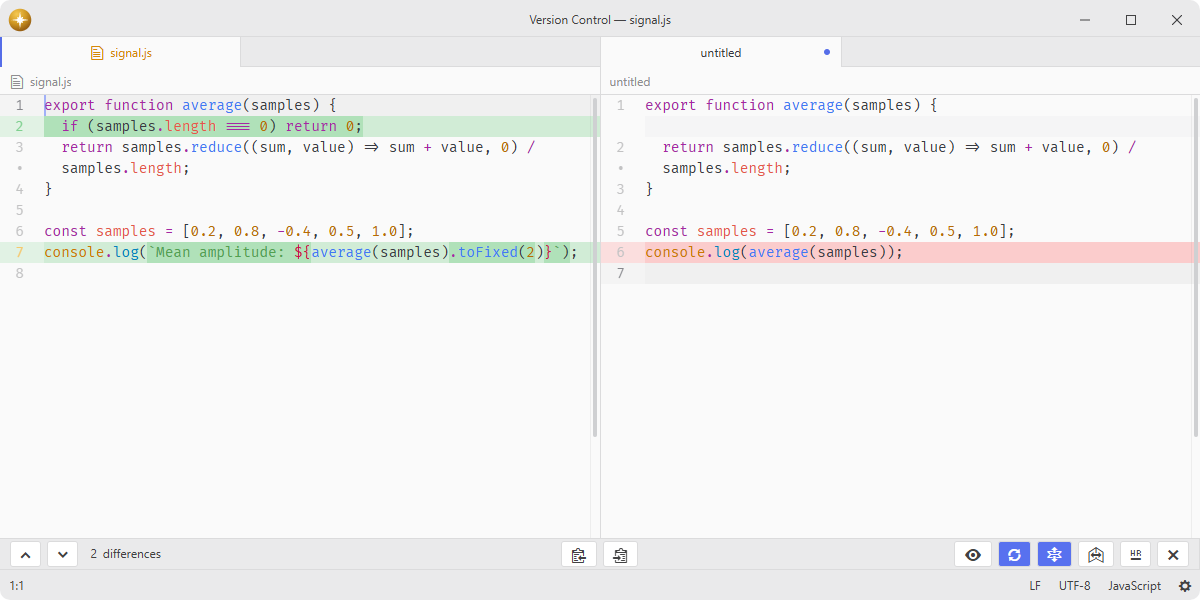 Version Control — signal.js
signal.js
untitled
signal.js
untitled
1 export function average(samples) {
2 if (samples.length === 0) return 0;
3 return samples.reduce((sum, value) => sum + value, 0) /
• samples.length;
4 }
5
6 const samples = [0.2, 0.8, -0.4, 0.5, 1.0];
7 console.log(`Mean amplitude: ${average(samples).toFixed(2)}`);
8
1 export function average(samples) {
2 return samples.reduce((sum, value) => sum + value, 0) /
• samples.length;
3 }
4
5 const samples = [0.2, 0.8, -0.4, 0.5, 1.0];
6 console.log(average(samples));
7
2 differences
HR
1:1
LF UTF-8 JavaScript